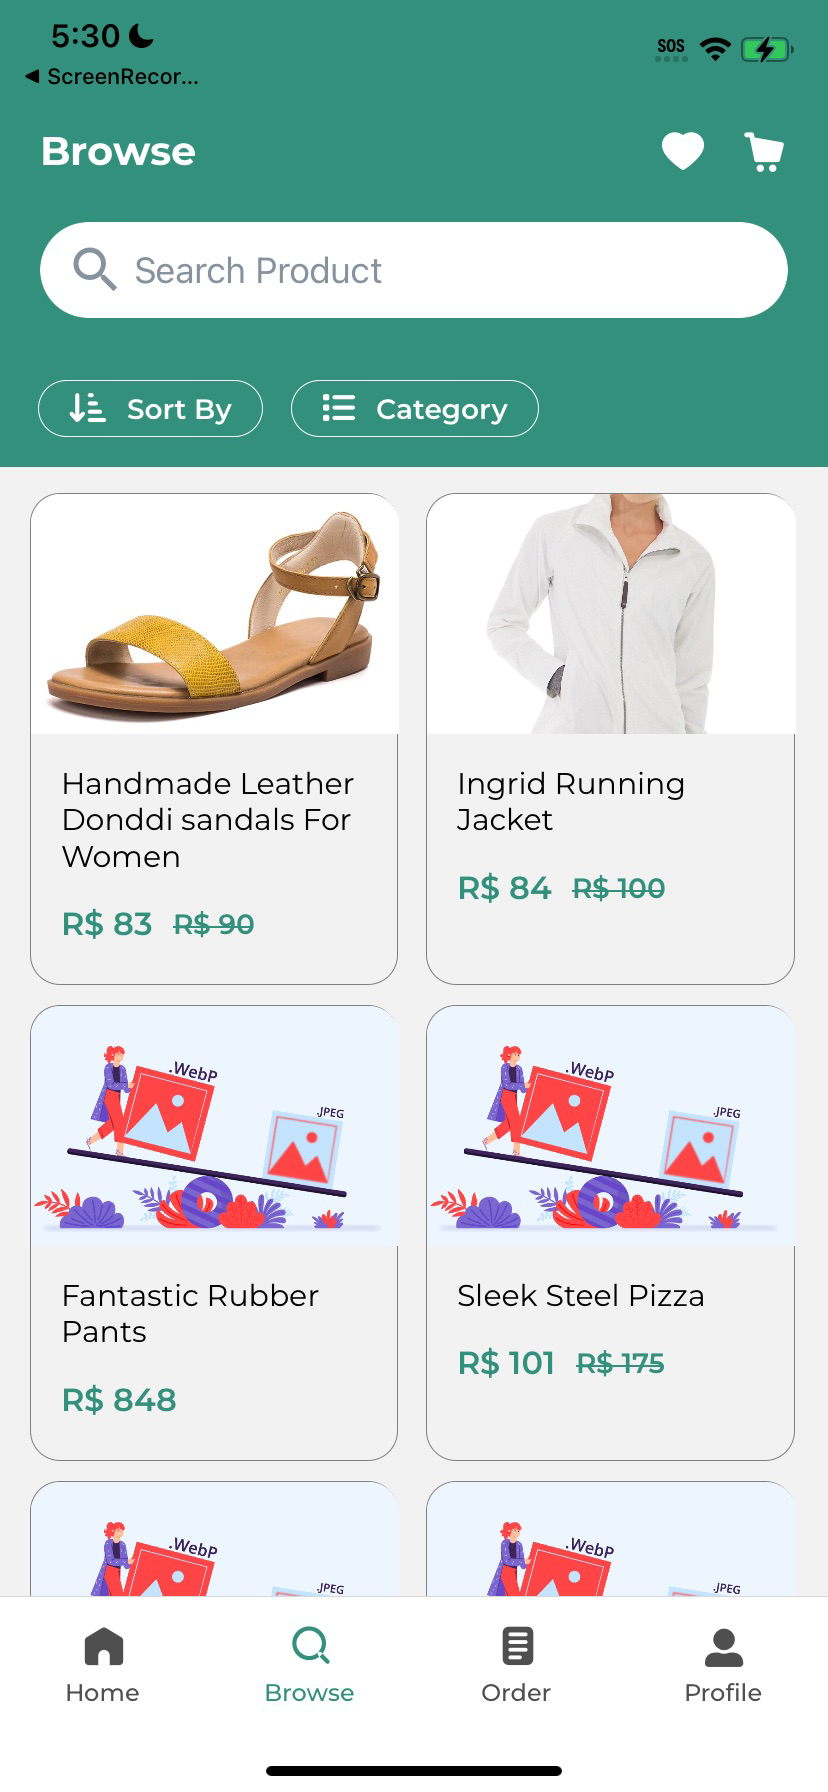 5:30
SOS
◀ ScreenRecor...
Browse
Search Product
Sort By
Category
Handmade Leather
Donddi sandals For
Women
R$ 83 R$ 90
Ingrid Running
Jacket
R$ 84 R$ 100
.WebP
.JPEG
Fantastic Rubber
Pants
R$ 848
.WebP
.JPEG
Sleek Steel Pizza
R$ 101 R$ 175
.WebP
.JPEG
.WebP
.JPEG
Home
Browse
Order
Profile